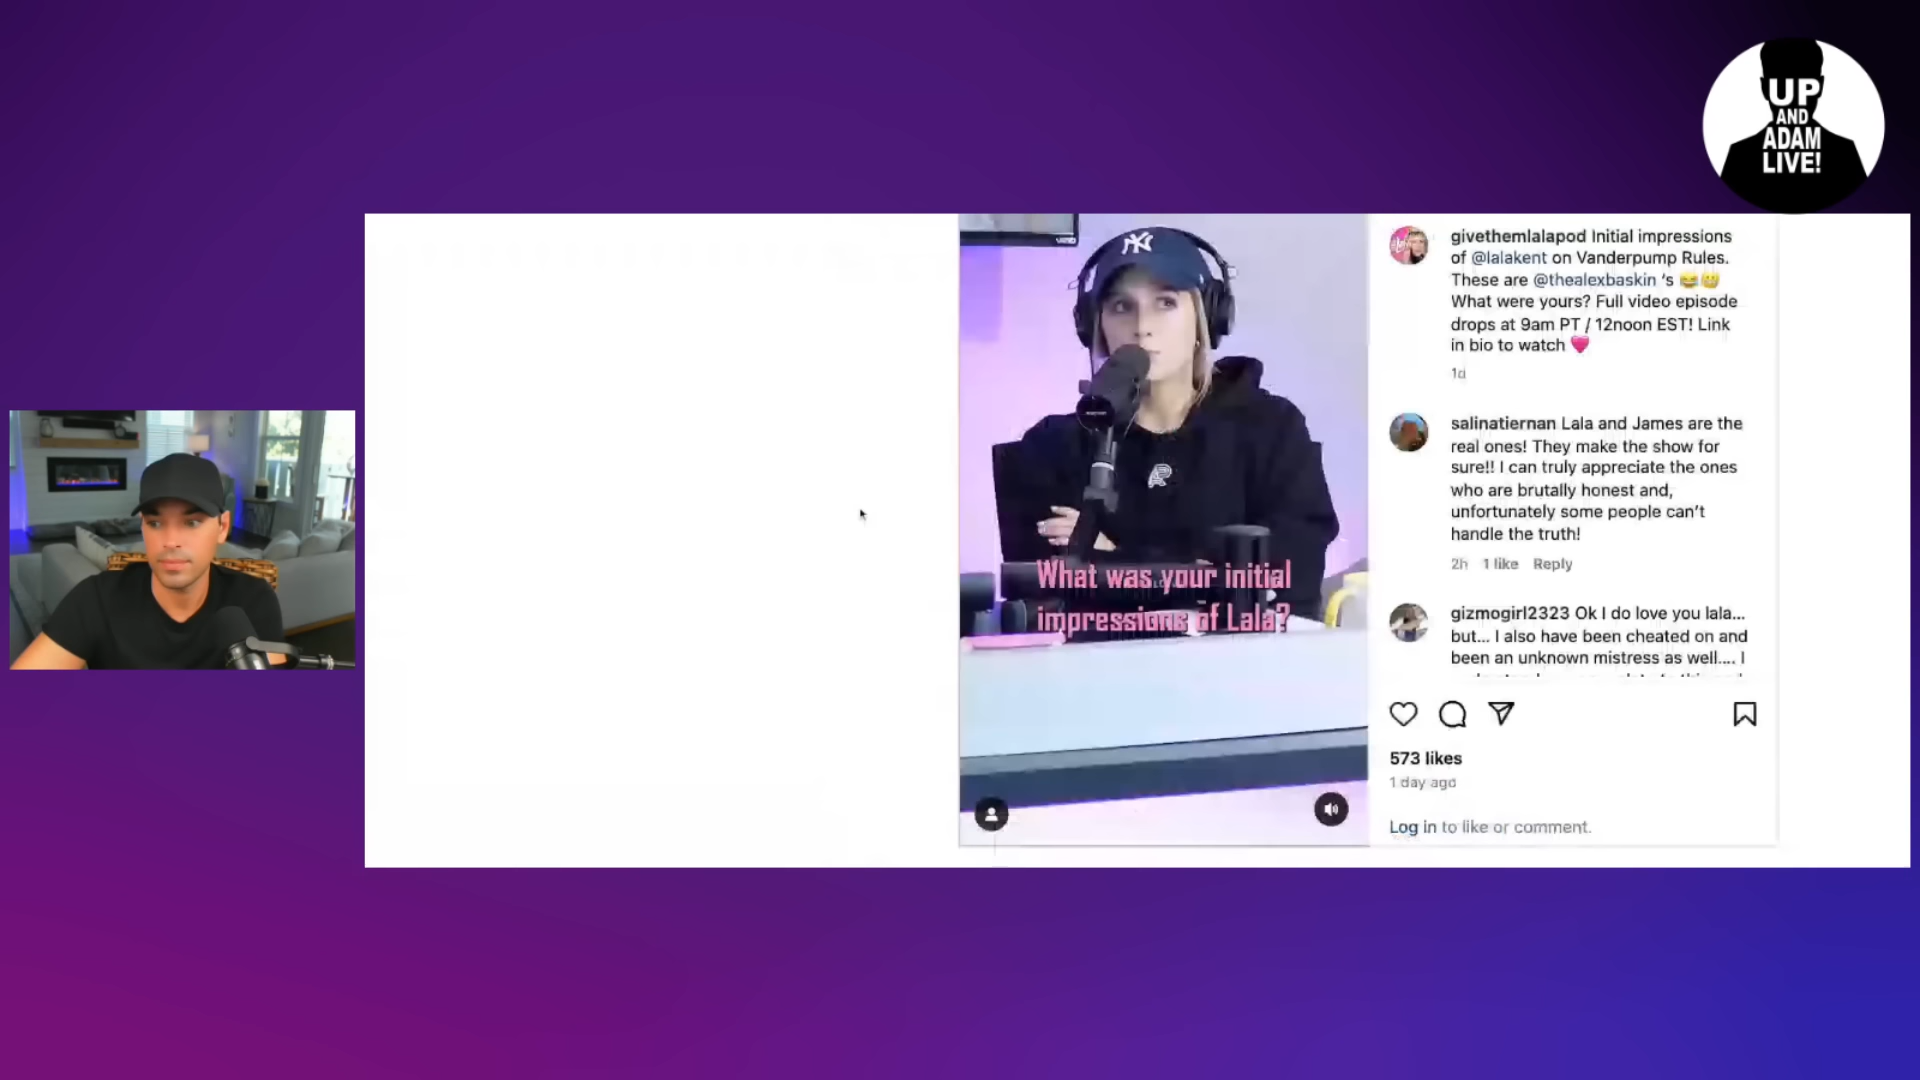 UP
AND
ADAM
LIVE!
givethemlalapod Initial impressions
of @lalakent on Vanderpump Rules.
These are @thealexbaskin 's 😂😬
What were yours? Full video episode
drops at 9am PT / 12noon EST! Link
in bio to watch 💗
1d
salinatiernan Lala and James are the
real ones! They make the show for
sure!! I can truly appreciate the ones
who are brutally honest and,
unfortunately some people can't
handle the truth!
2h 1 like Reply
gizmogirl2323 Ok I do love you lala...
but... I also have been cheated on and
been an unknown mistress as well.... I
573 likes
1 day ago
Log in to like or comment.
NY
What was your initial
impressions of Lala?